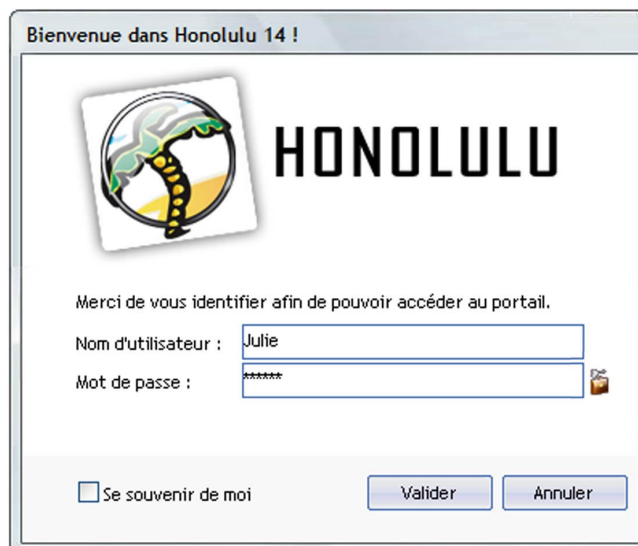 Bienvenue dans Honolulu 14 !
HONOLULU
Merci de vous identifier afin de pouvoir accéder au portail.
Nom d'utilisateur : Julie
Mot de passe : ******
Se souvenir de moi Valider Annuler